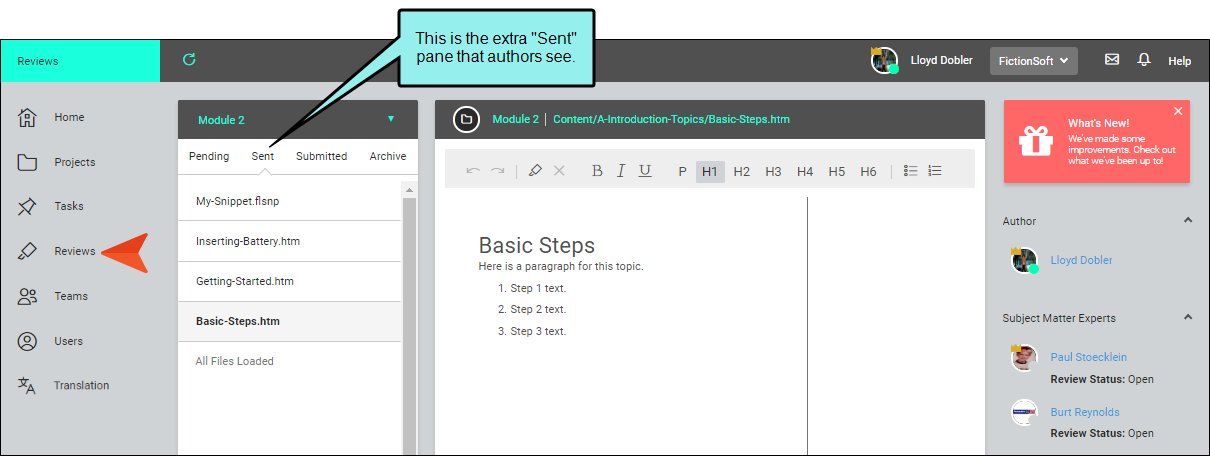 This is the extra "Sent"
pane that authors see.
Reviews
Lloyd Dobler
FictionSoft
Help
Home
Projects
Tasks
Reviews
Teams
Users
Translation
Module 2
Pending Sent Submitted Archive
My-Snippet.flsnp
Inserting-Battery.htm
Getting-Started.htm
Basic-Steps.htm
All Files Loaded
Module 2 | Content/A-Introduction-Topics/Basic-Steps.htm
B I U P H1 H2 H3 H4 H5 H6
Basic Steps
Here is a paragraph for this topic.
1. Step 1 text.
2. Step 2 text.
3. Step 3 text.
What's New!
We've made some
improvements. Check out
what we've been up to!
Author
Lloyd Dobler
Subject Matter Experts
Paul Stoecklein
Review Status: Open
Burt Reynolds
Review Status: Open